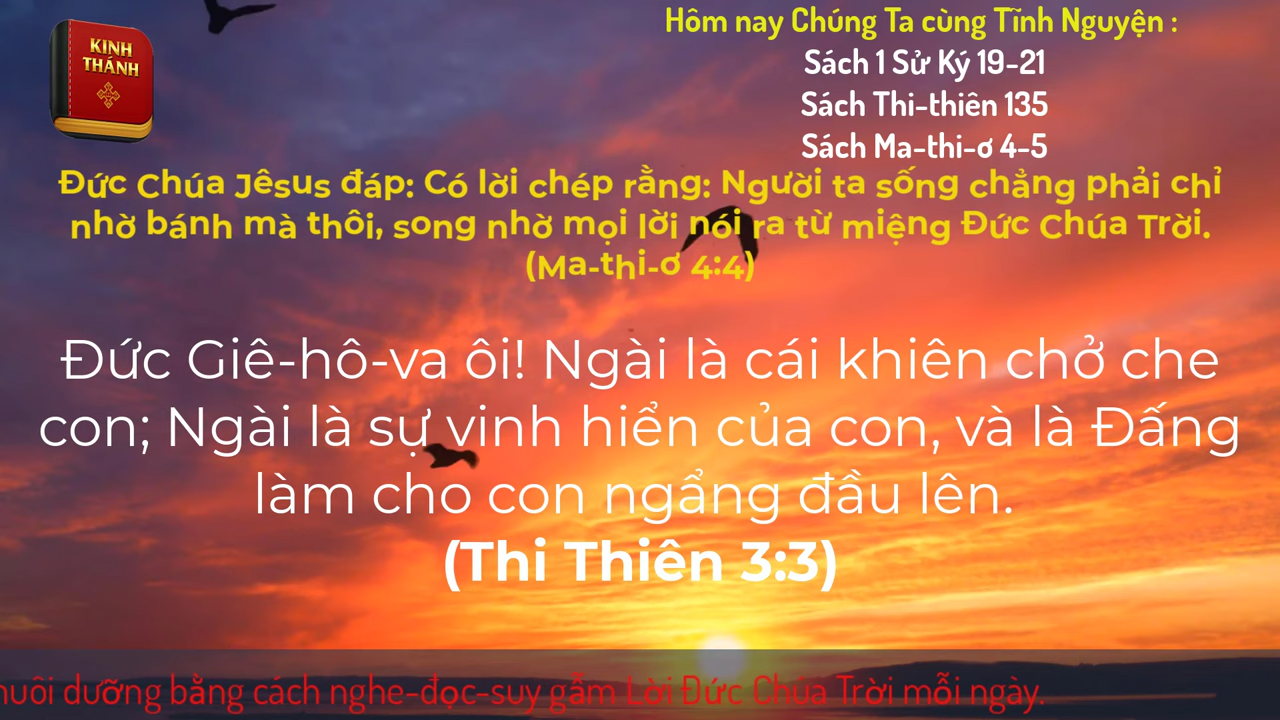 KINH
THÁNH
Hôm nay Chúng Ta cùng Tĩnh Nguyện :
Sách 1 Sử Ký 19-21
Sách Thi-thiên 135
Sách Ma-thi-ơ 4-5
Đức Chúa Jêsus đáp: Có lời chép rằng: Người ta sống chẳng phải chỉ
nhờ bánh mà thôi, song nhờ mọi lời nói ra từ miệng Đức Chúa Trời.
(Ma-thi-ơ 4:4)
Đức Giê-hô-va ôi! Ngài là cái khiên chở che
con; Ngài là sự vinh hiển của con, và là Đấng
làm cho con ngẩng đầu lên.
(Thi Thiên 3:3)
dưỡng bằng cách nghe-đọc-suy gẫm Lời Đức Chúa Trời mỗi ngày.